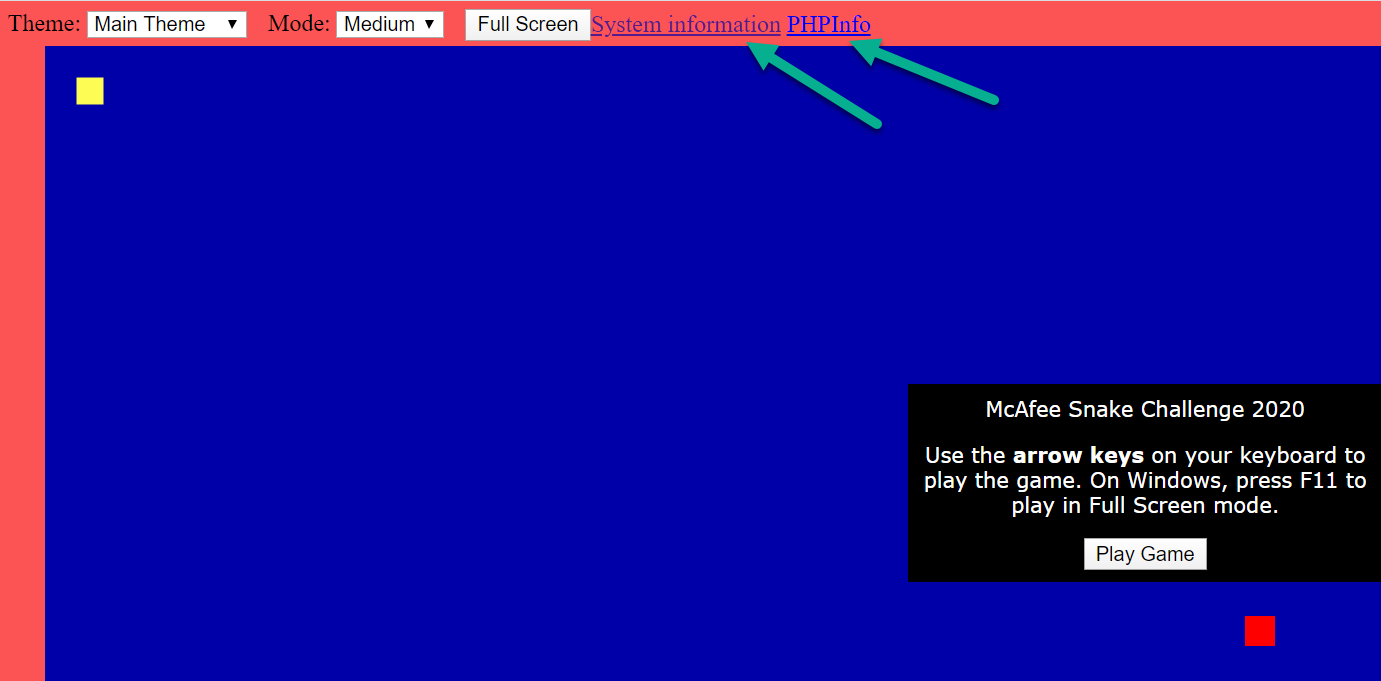 Theme: Main Theme Mode: Medium Full Screen System information PHPInfo
McAfee Snake Challenge 2020
Use the arrow keys on your keyboard to
play the game. On Windows, press F11 to
play in Full Screen mode.
Play Game